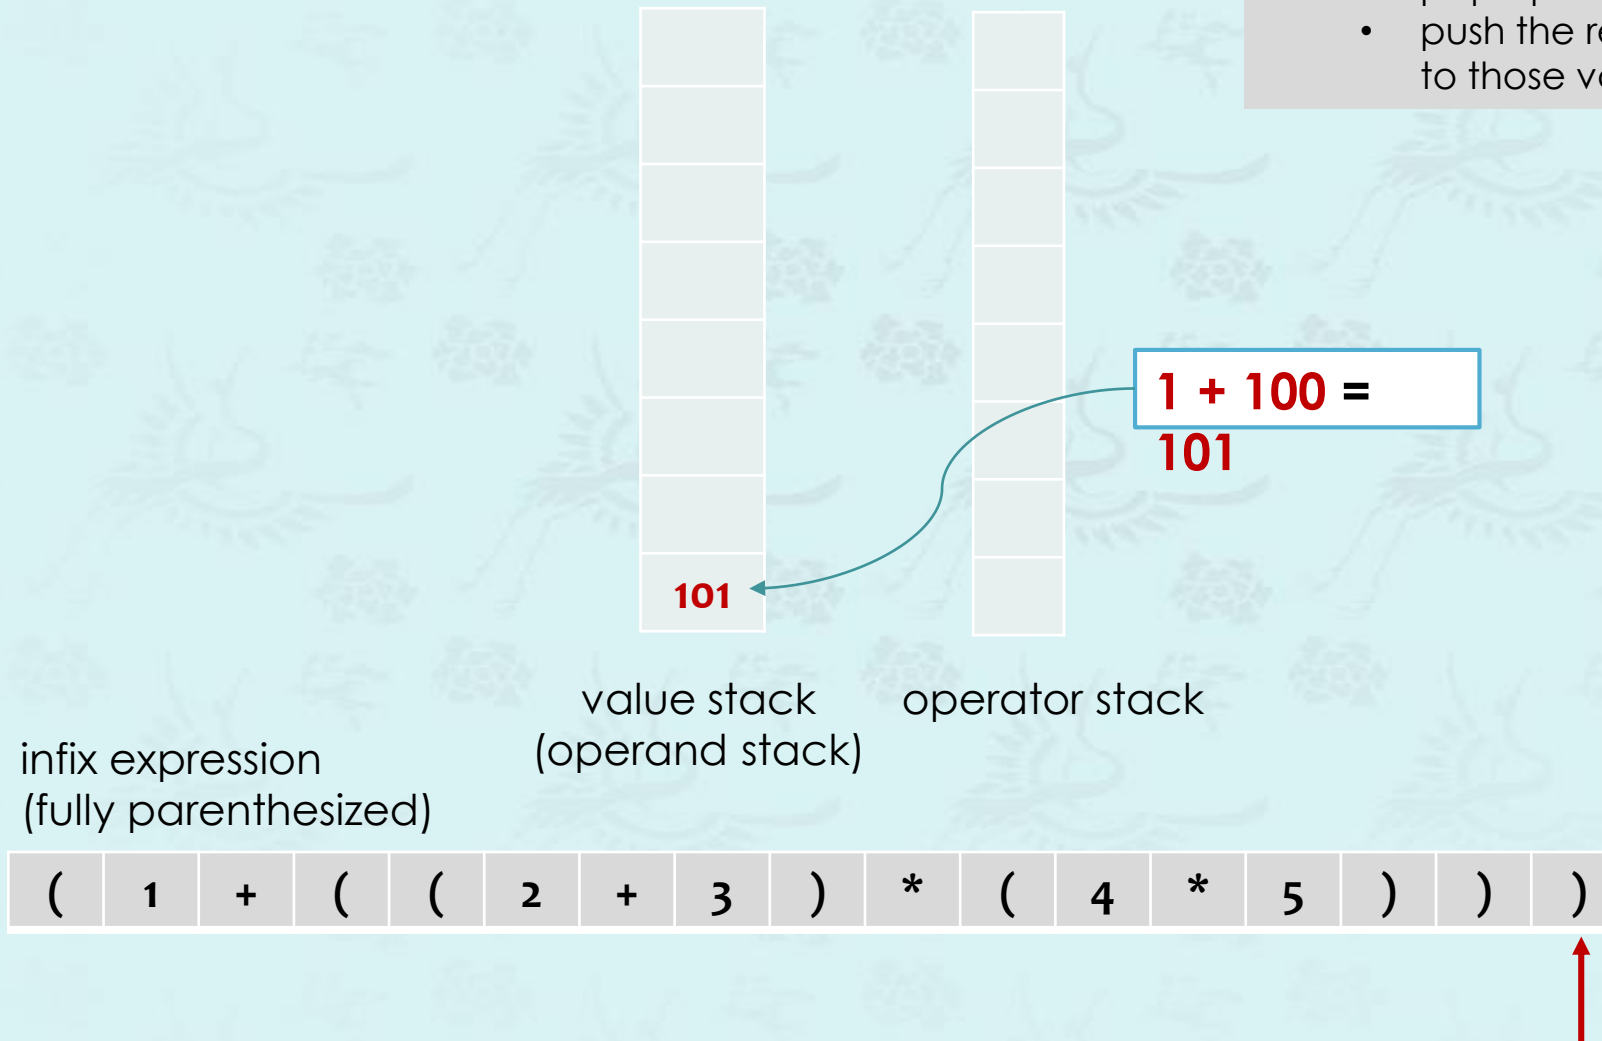 • push the
to those
1 + 100 =
101
101
value stack
(operand stack)
operator stack
infix expression
(fully parenthesized)
( 1 + ( ( 2 + 3 ) * ( 4 * 5 ) ) )